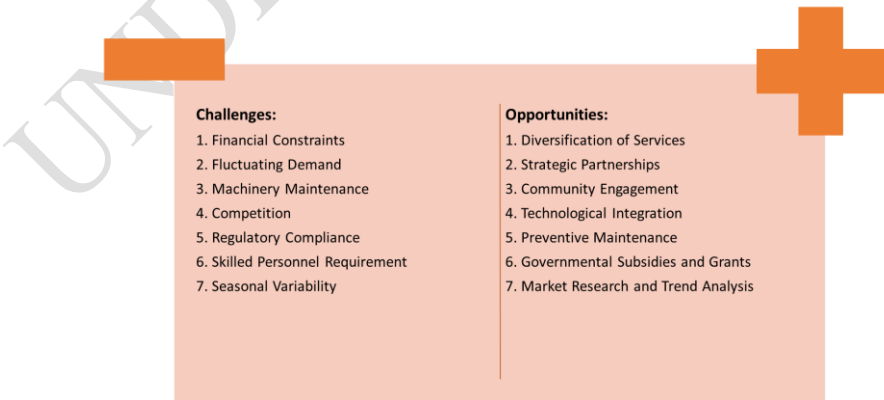 UND
Challenges:
1. Financial Constraints
2. Fluctuating Demand
3. Machinery Maintenance
4. Competition
5. Regulatory Compliance
6. Skilled Personnel Requirement
7. Seasonal Variability
Opportunities:
1. Diversification of Services
2. Strategic Partnerships
3. Community Engagement
4. Technological Integration
5. Preventive Maintenance
6. Governmental Subsidies and Grants
7. Market Research and Trend Analysis